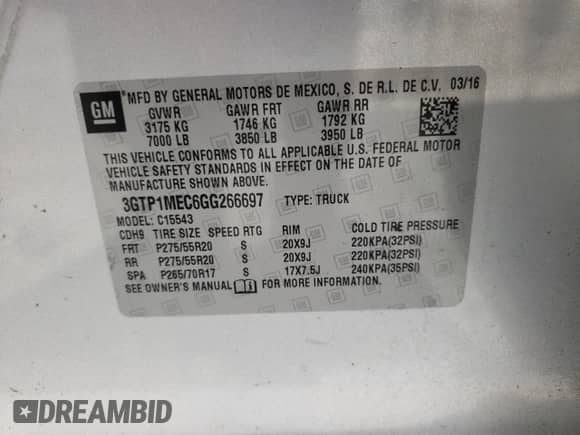 GM
*MFD BY GENERAL MOTORS DE MEXICO, S. DE R.L. DE C.V. 03/16
GVWR GAWR FRT GAWR RR
3175 KG 1746 KG 1792 KG
7000 LB 3850 LB 3950 LB
THIS VEHICLE CONFORMS TO ALL APPLICABLE U.S. FEDERAL MOTOR
VEHICLE SAFETY STANDARDS IN EFFECT ON THE DATE OF
MANUFACTURE SHOWN ABOVE.
3GTP1MEC6GG266697 TYPE: TRUCK
MODEL: C15543
CDH9 TIRE SIZE SPEED RTG RIM COLD TIRE PRESSURE
FRT P275/55R20 S 20X9J 220KPA(32PSI)
RR P275/55R20 S 20X9J 220KPA(32PSI)
SPA P265/70R17 S 17X7.5J 240KPA(35PSI)
SEE OWNER'S MANUAL FOR MORE INFORMATION.
DREAMBID